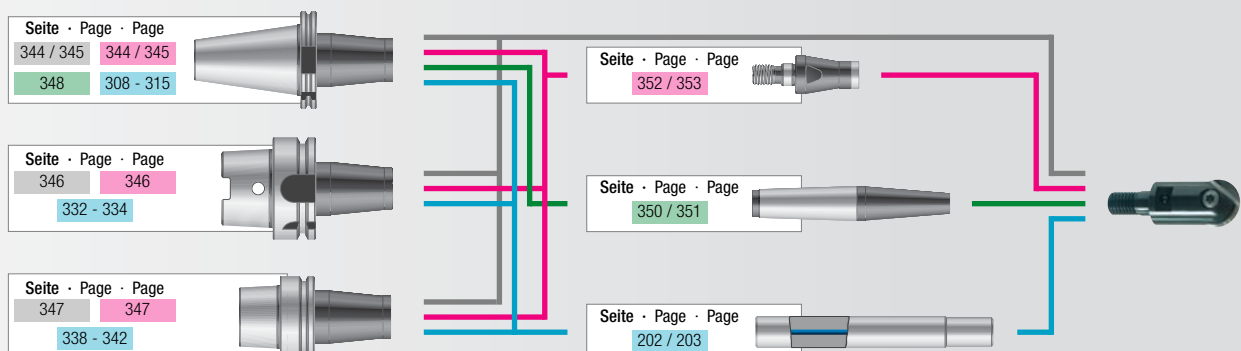 Seite · Page · Page
344 / 345 344 / 345
348 308 - 315
Seite · Page · Page
352 / 353
Seite · Page · Page
346 346
332 - 334
Seite · Page · Page
350 / 351
Seite · Page · Page
347 347
338 - 342
Seite · Page · Page
202 / 203